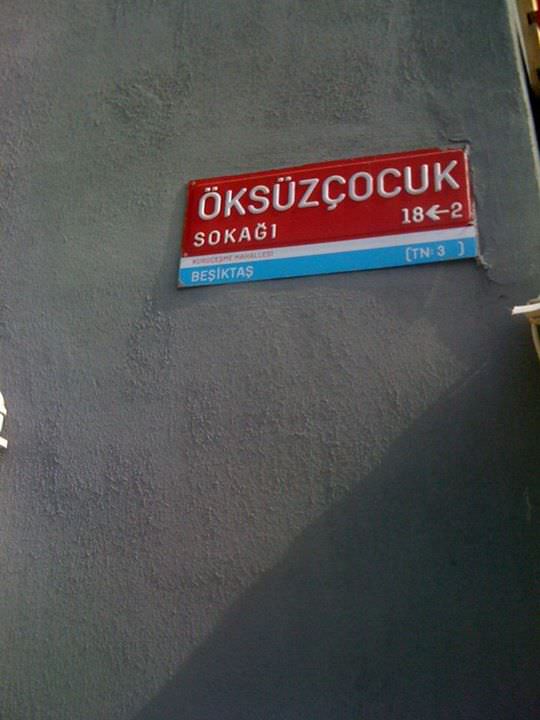 ÖKSÜZÇOCUK
SOKAĞI 18←2
KURUÇEŞME MAHALLESİ
BEŞİKTAŞ (TN: 3 )